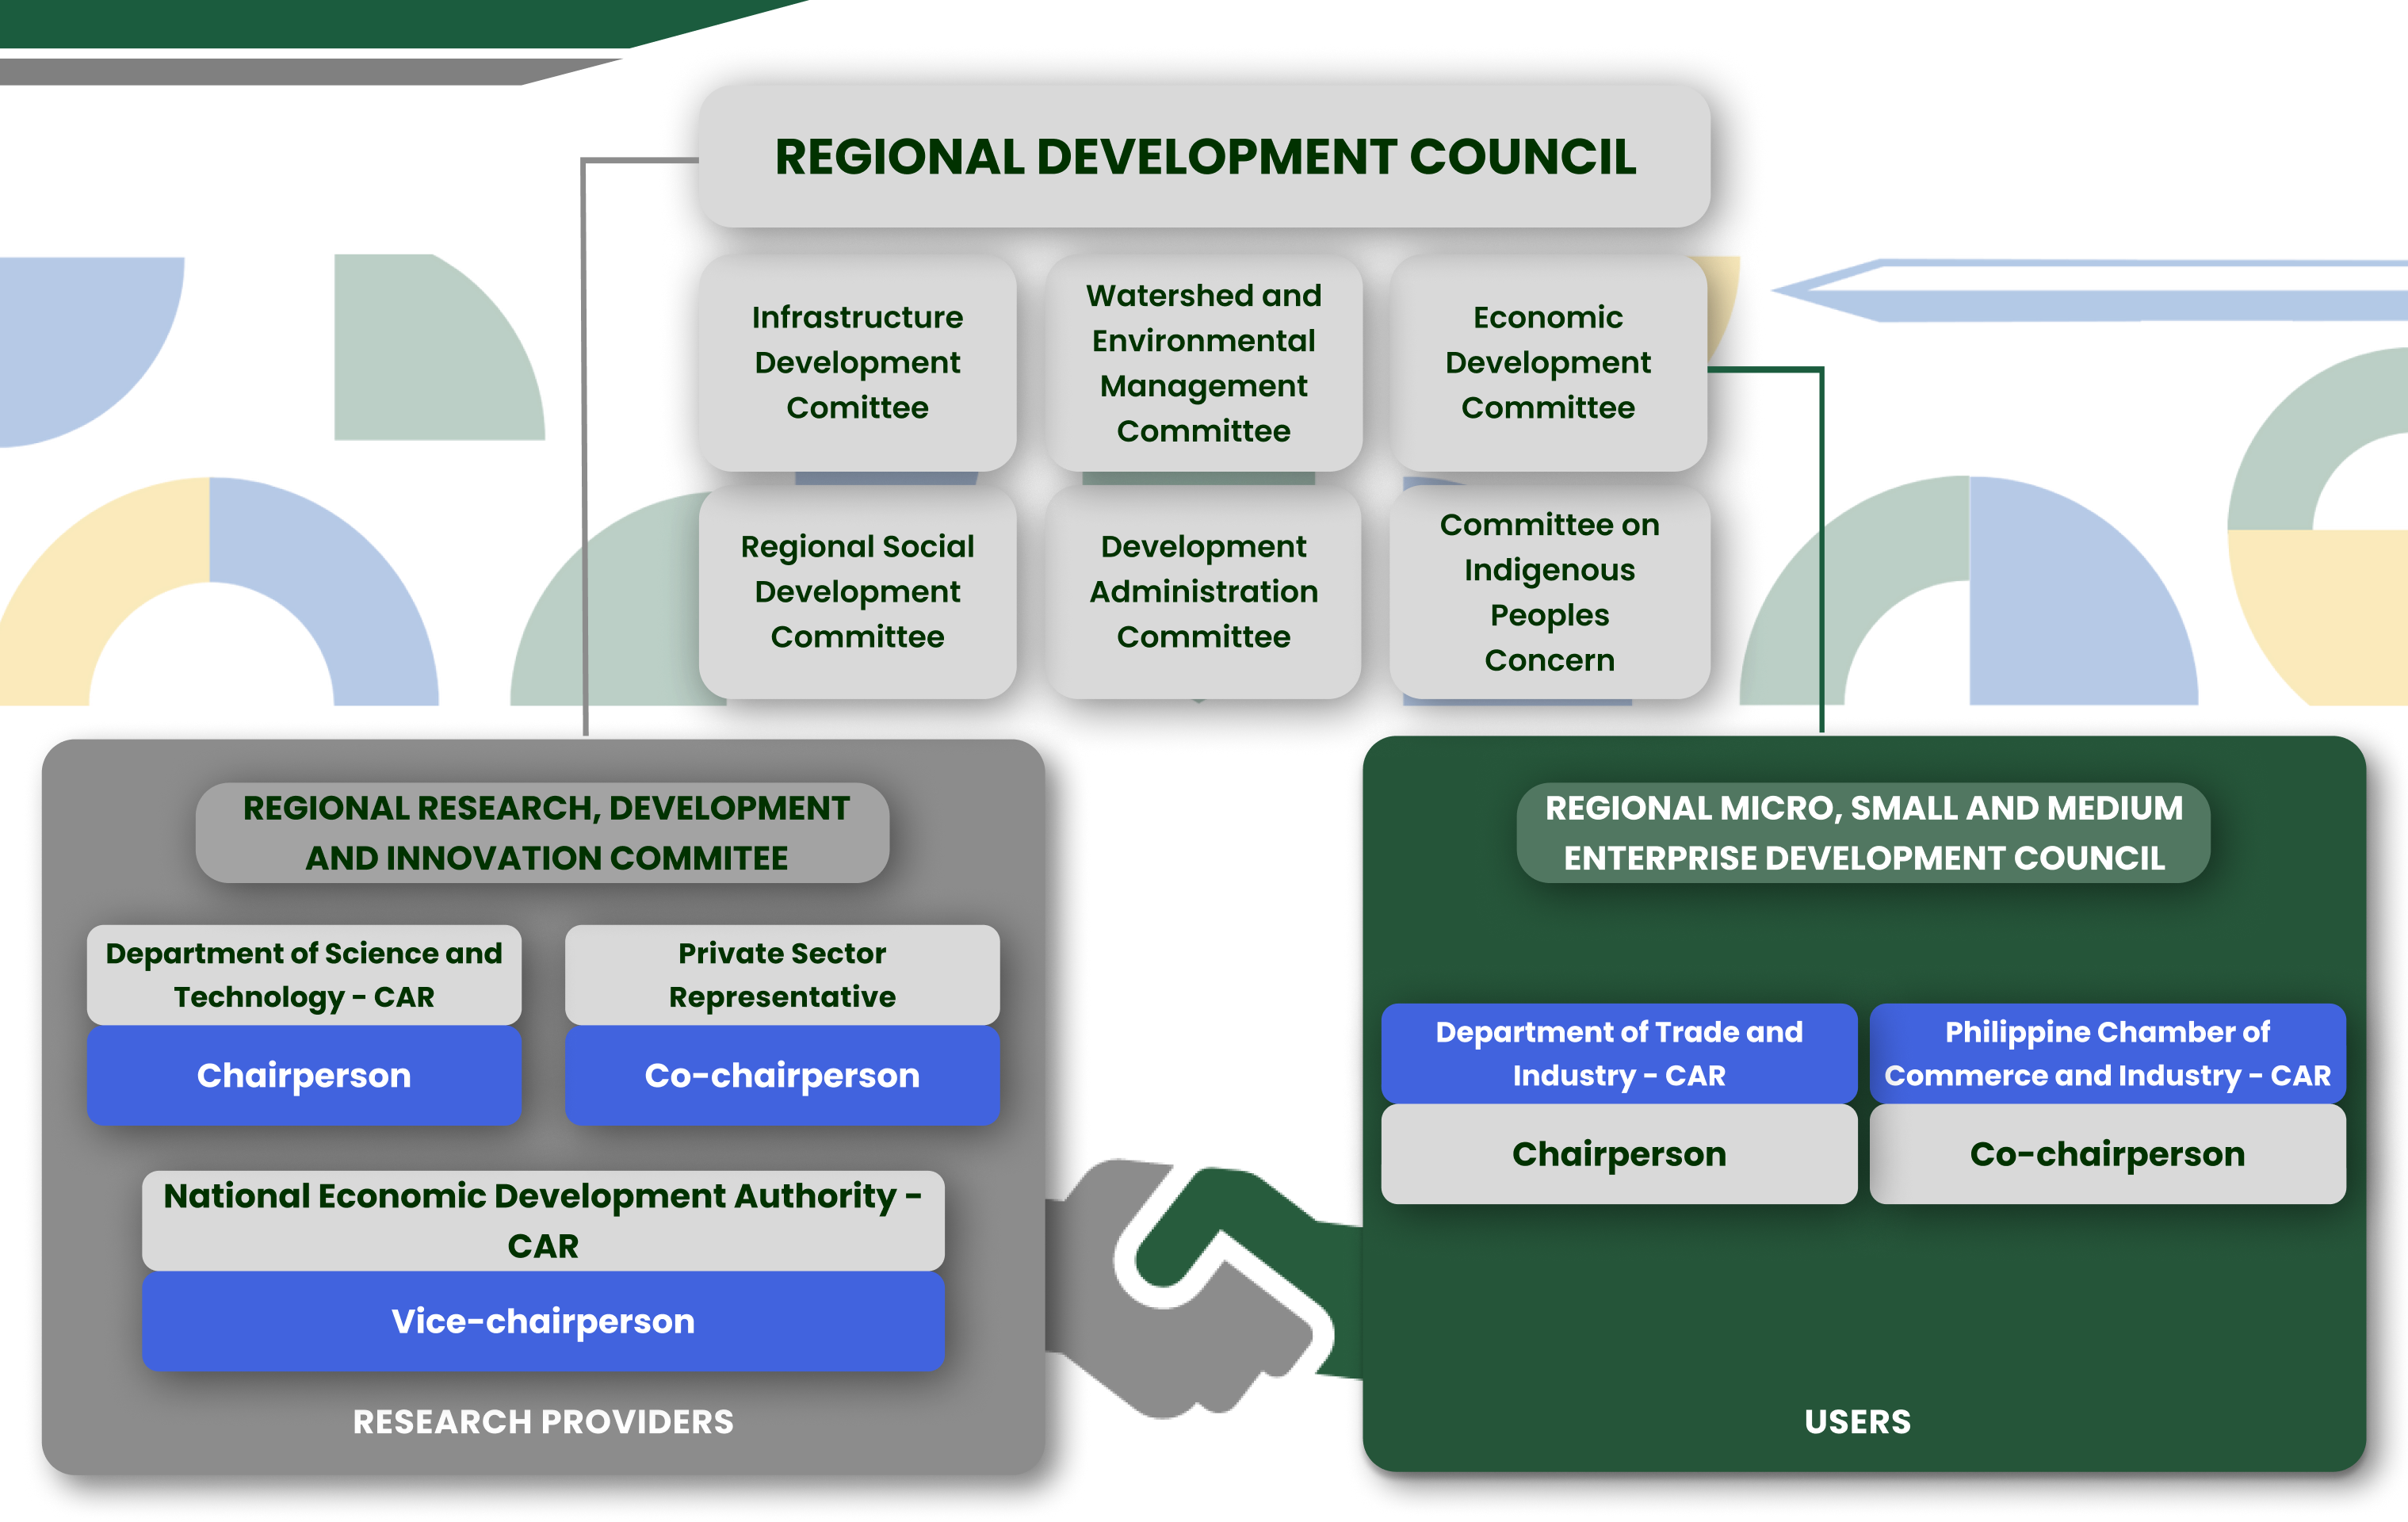 REGIONAL DEVELOPMENT COUNCIL
Infrastructure
Development
Comittee
Watershed and
Environmental
Management
Committee
Economic
Development
Committee
Regional Social
Development
Committee
Development
Administration
Committee
Committee on
Indigenous
Peoples
Concern
REGIONAL RESEARCH, DEVELOPMENT
AND INNOVATION COMMITEE
Department of Science and
Technology - CAR
Chairperson
Private Sector
Representative
Co-chairperson
National Economic Development Authority -
CAR
Vice-chairperson
RESEARCH PROVIDERS
REGIONAL MICRO, SMALL AND MEDIUM
ENTERPRISE DEVELOPMENT COUNCIL
Department of Trade and
Industry - CAR
Chairperson
Philippine Chamber of
Commerce and Industry - CAR
Co-chairperson
USERS